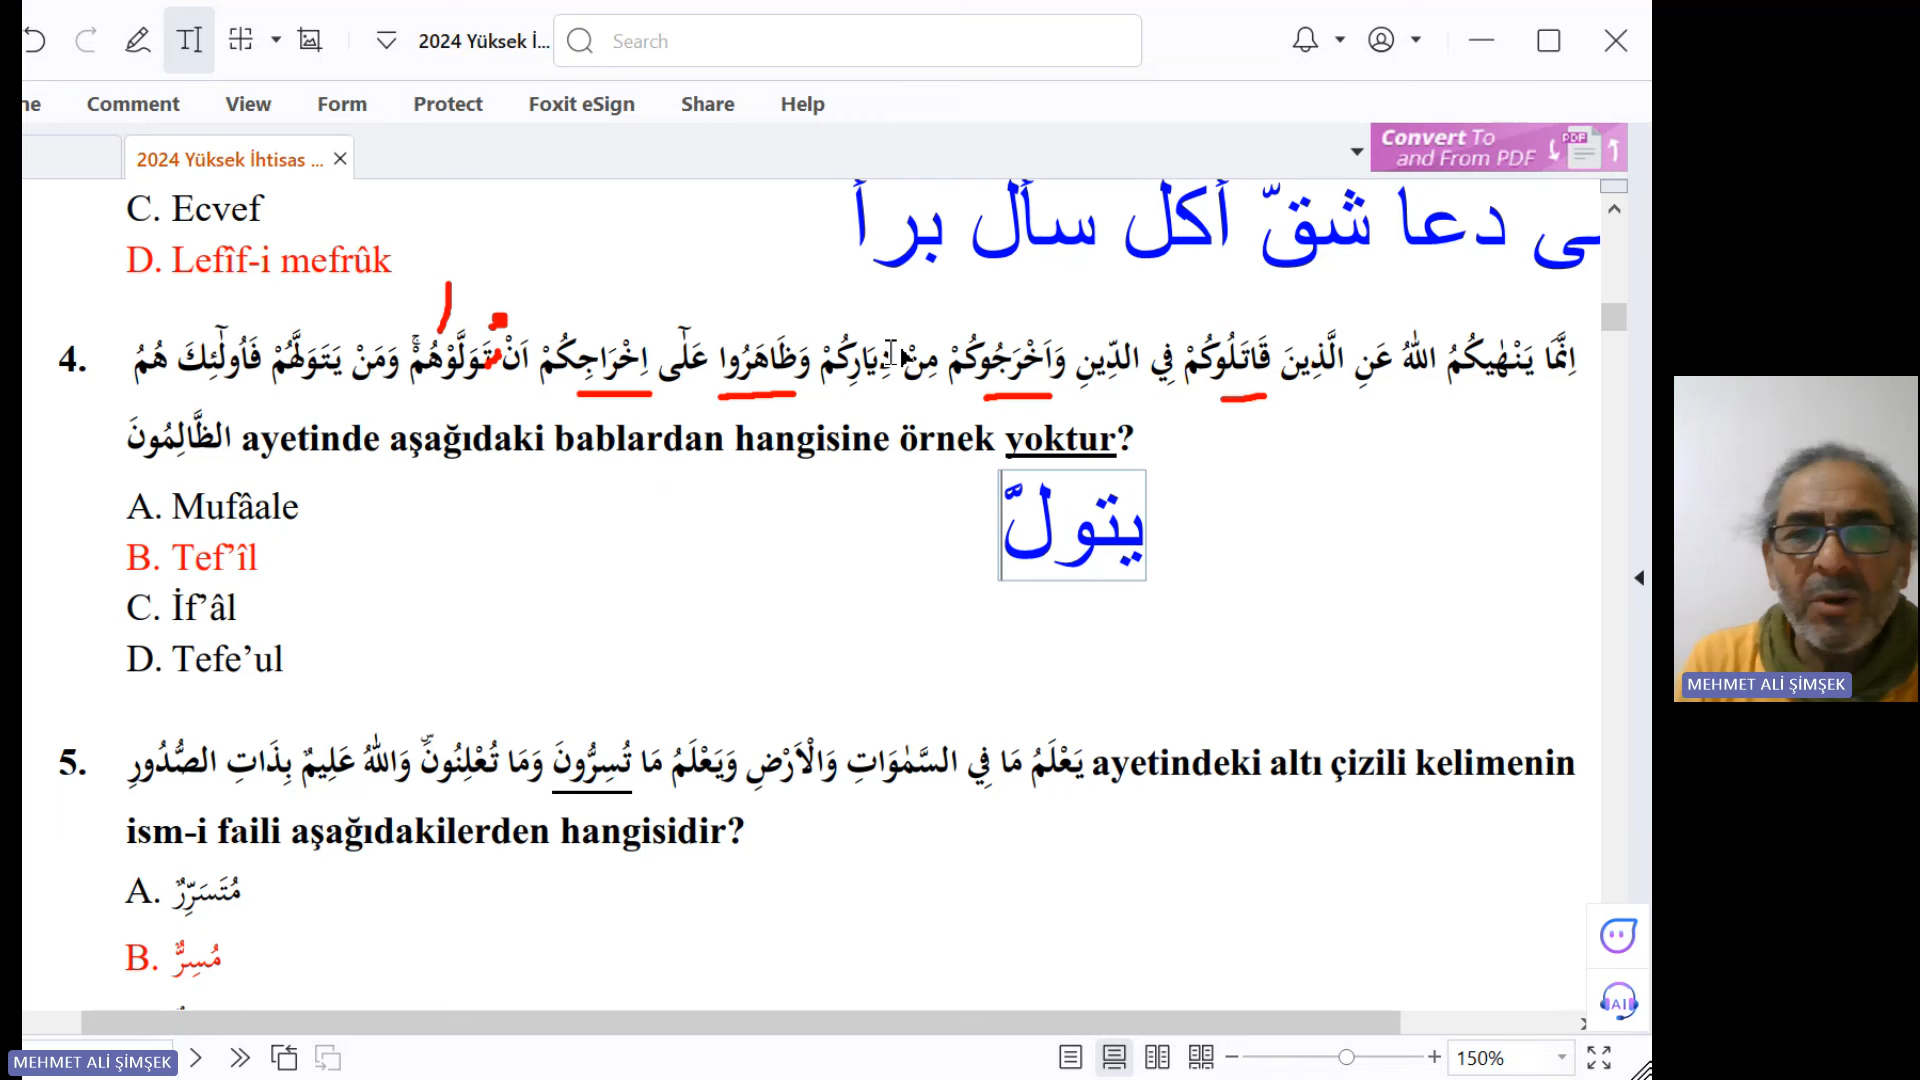 2024 Yüksek İ...
Search
Comment View Form Protect Foxit eSign Share Help
2024 Yüksek İhtisas ...
Convert To
and From PDF
PDF
C. Ecvef
دعا شقّ أكل سأل برأ
D. Lefîf-i mefrûk
4. اِنَّمَا يَنْهٰيكُمُ اللّٰهُ عَنِ الَّذِينَ قَاتَلُوكُمْ فِي الدِّينِ وَاَخْرَجُوكُمْ مِنْ دِيَارِكُمْ وَظَاهَرُوا عَلٰٓى اِخْرَاجِكُمْ اَنْ تَوَلَّوْهُمْۚ وَمَنْ يَتَوَلَّهُمْ فَاُولٰٓئِكَ هُمُ
الظَّالِمُونَ ayetinde aşağıdaki bablardan hangisine örnek yoktur?
A. Mufâale
يتولّ
B. Tef’îl
C. İf’âl
D. Tefe’ul
5. يَعْلَمُ مَا فِي السَّمٰوَاتِ وَالْاَرْضِ وَيَعْلَمُ مَا تُسِرُّونَ وَمَا تُعْلِنُونَۜ وَاللّٰهُ عَلِيمٌ بِذَاتِ الصُّدُورِ ayetindeki altı çizili kelimenin
ism-i faili aşağıdakilerden hangisidir?
A. مُتَسَرِّرٌ
B. مُسِرٌّ
MEHMET ALİ ŞİMŞEK
AI
MEHMET ALİ ŞİMŞEK
150%